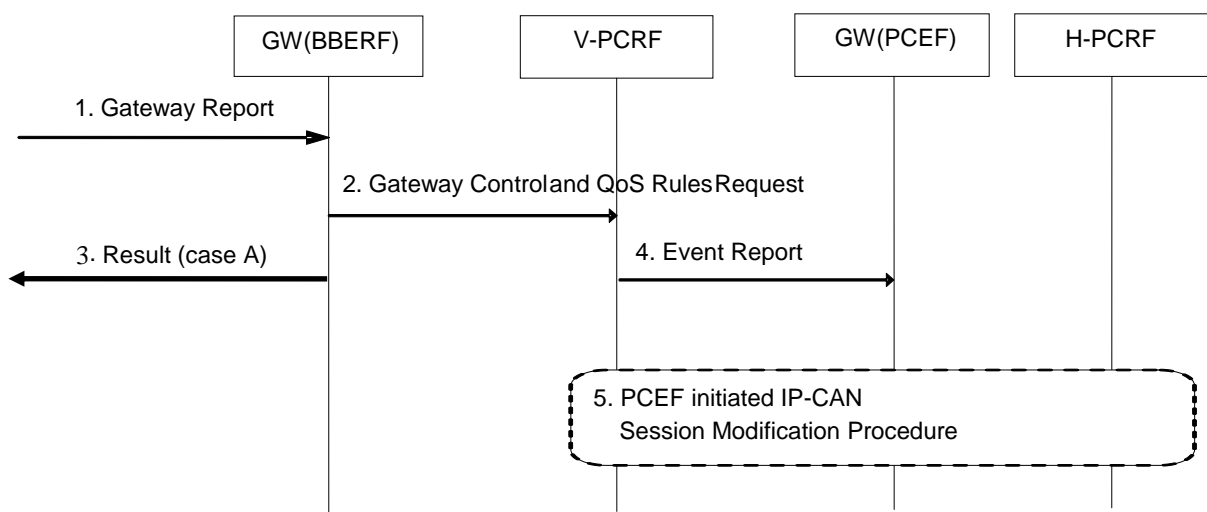 GW(BBERF)
V-PCRF
GW(PCEF)
H-PCRF
1. Gateway Report
2. Gateway Controland QoS RulesRequest
3. Result (case A)
4. Event Report
5. PCEF initiated IP-CAN
Session Modification Procedure